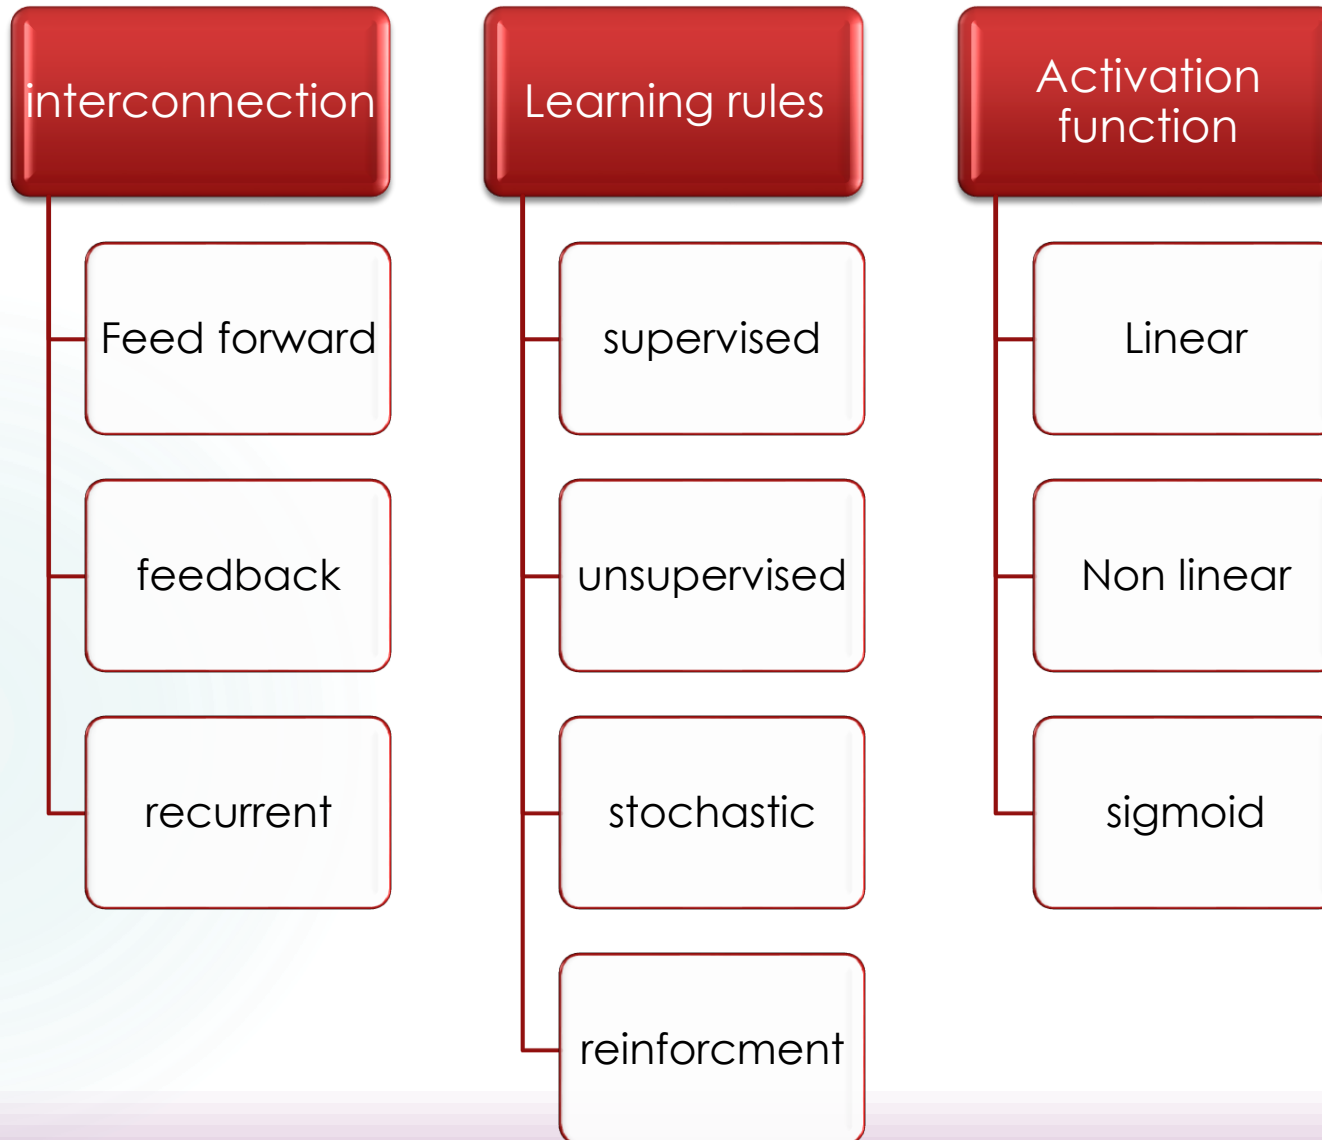 interconnection
Feed forward
feedback
recurrent
Learning rules
supervised
unsupervised
stochastic
reinforcment
Activation
function
Linear
Non linear
sigmoid